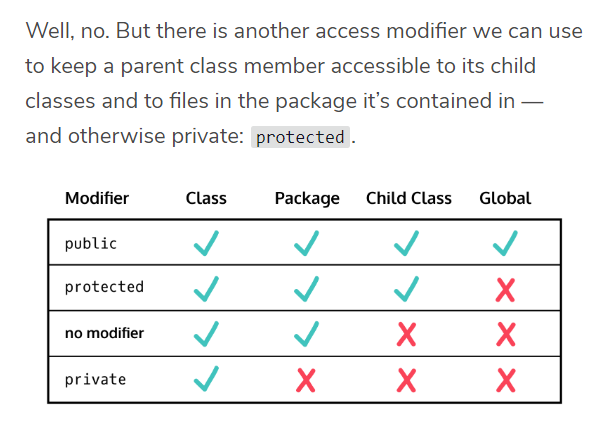 Well, no. But there is another access modifier we can use
to keep a parent class member accessible to its child
classes and to files in the package it’s contained in —
and otherwise private: protected.
Modifier Class Package Child Class Global
public
protected
no modifier
private